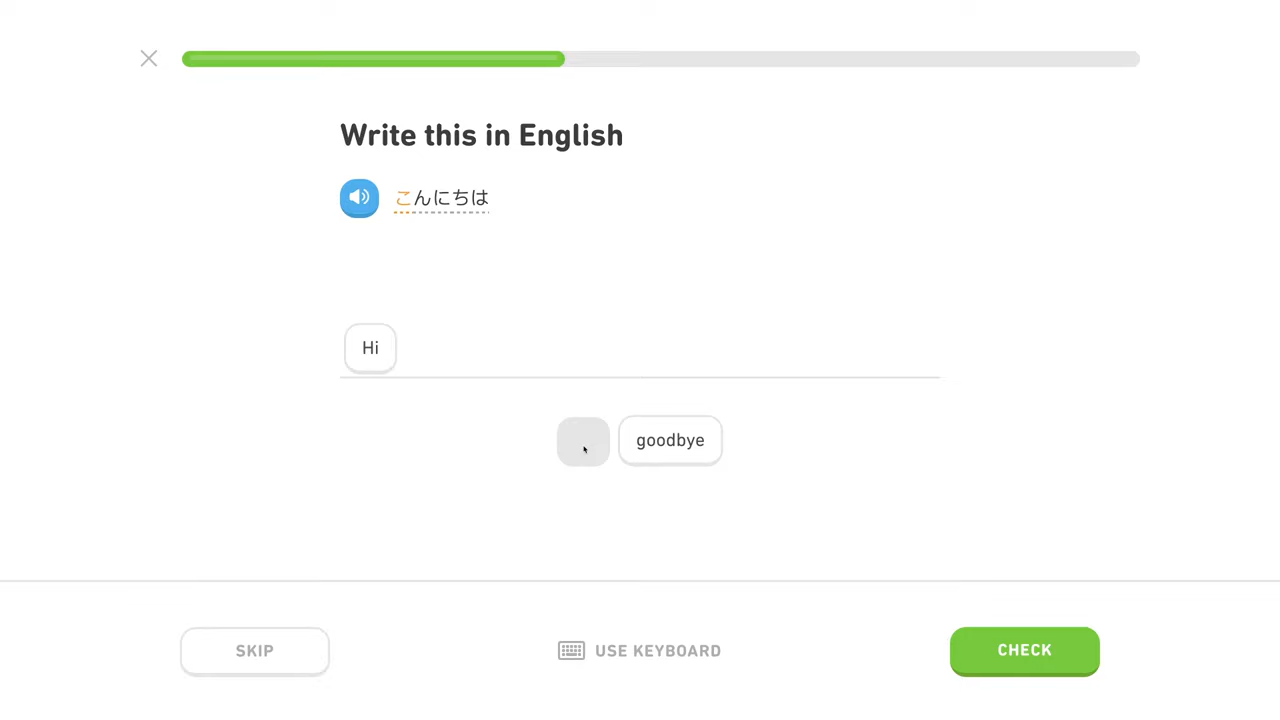 Write this in English
こんにちは
Hi
goodbye
SKIP
USE KEYBOARD
CHECK